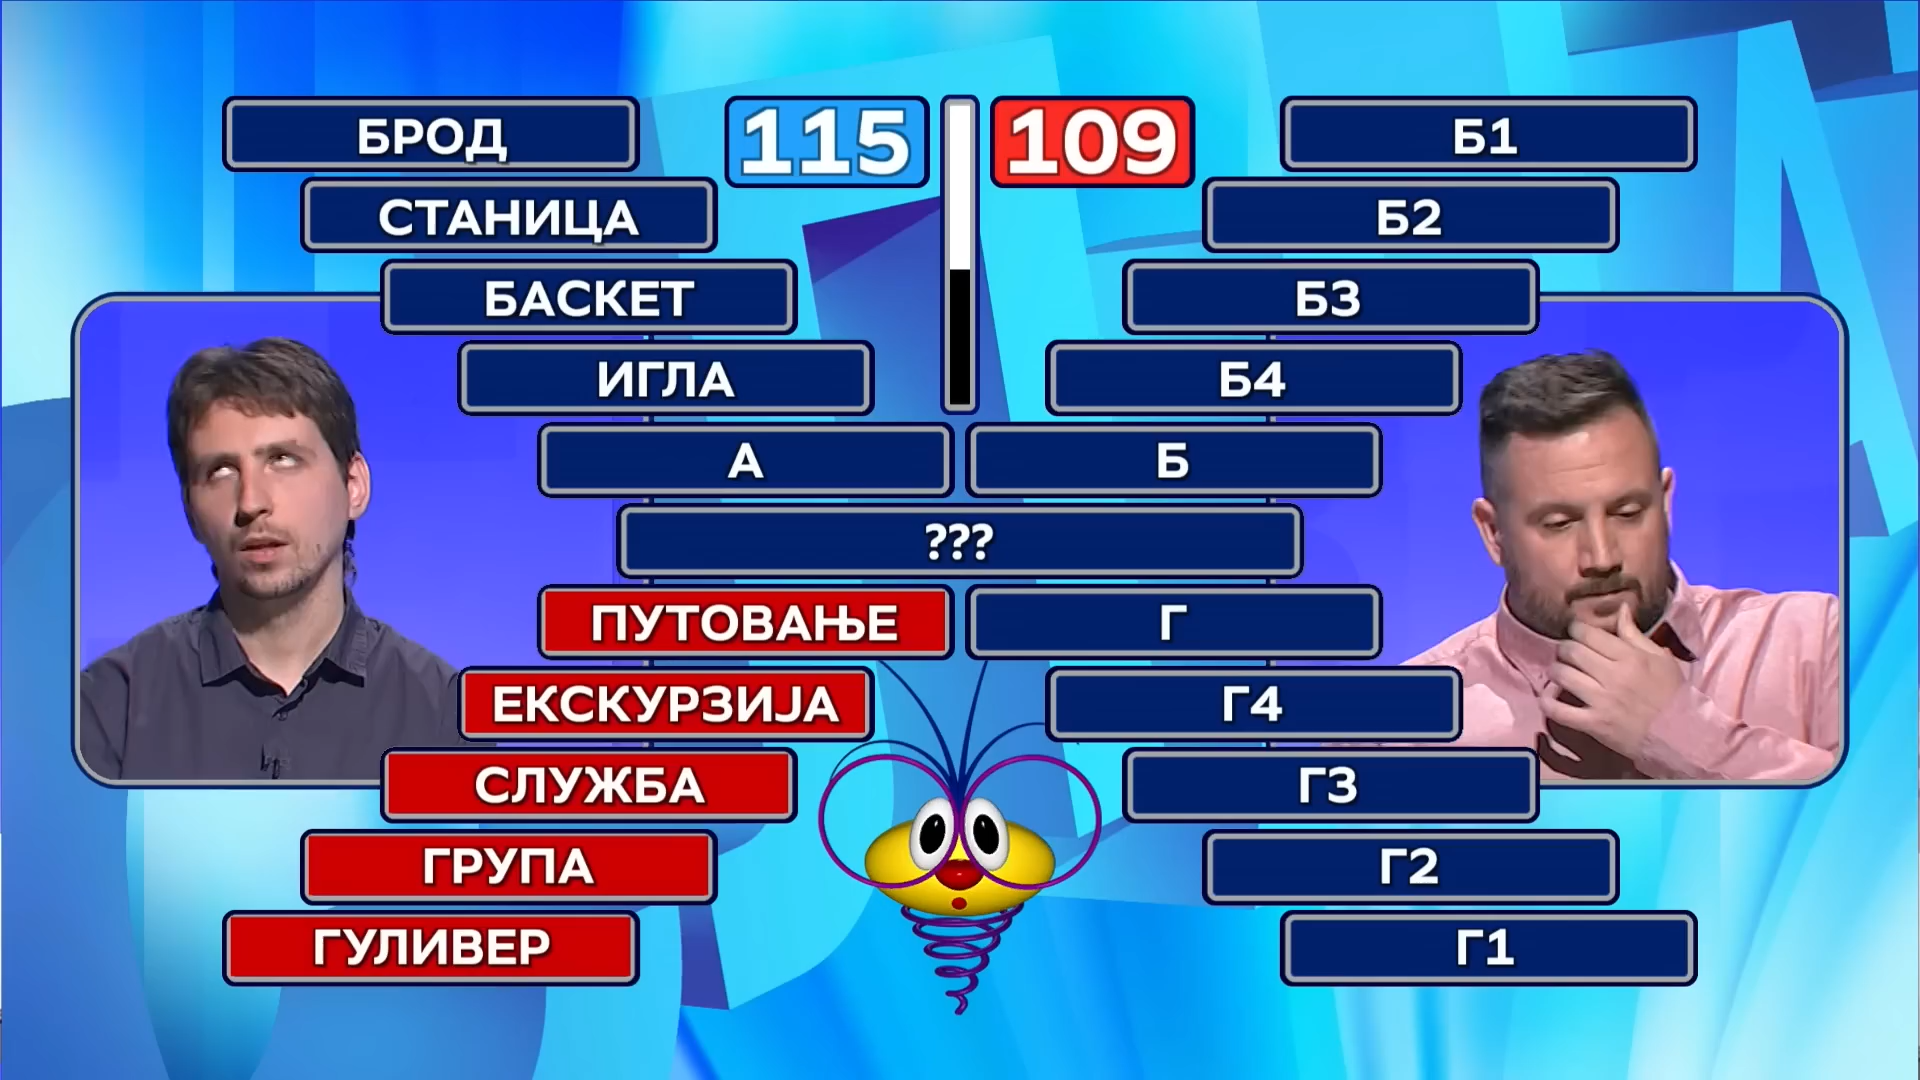 БРОД
115
109
Б1
СТАНИЦА
Б2
БАСКЕТ
Б3
ИГЛА
Б4
А
Б
???
ПУТОВАЊЕ
Г
ЕКСКУРЗИЈА
Г4
СЛУЖБА
Г3
ГРУПА
Г2
ГУЛИВЕР
Г1